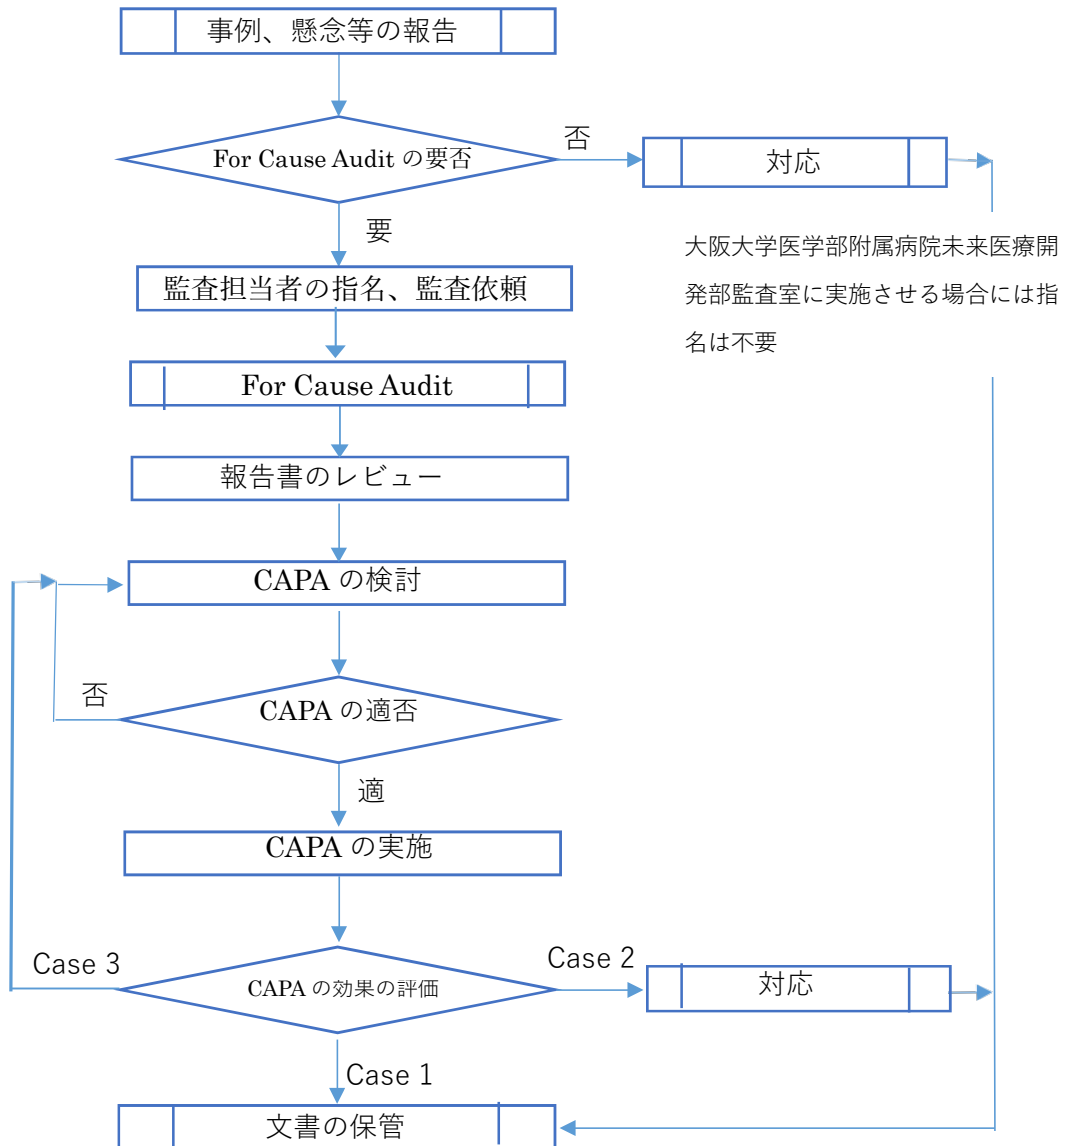 事例、懸念等の報告
For Cause Audit の要否
否
対応
要
大阪大学医学部附属病院未来医療開
発部監査室に実施させる場合には指
名は不要
監査担当者の指名、監査依頼
For Cause Audit
報告書のレビュー
CAPA の検討
否
CAPA の適否
適
CAPA の実施
Case 3
CAPA の効果の評価
Case 2
対応
Case 1
文書の保管